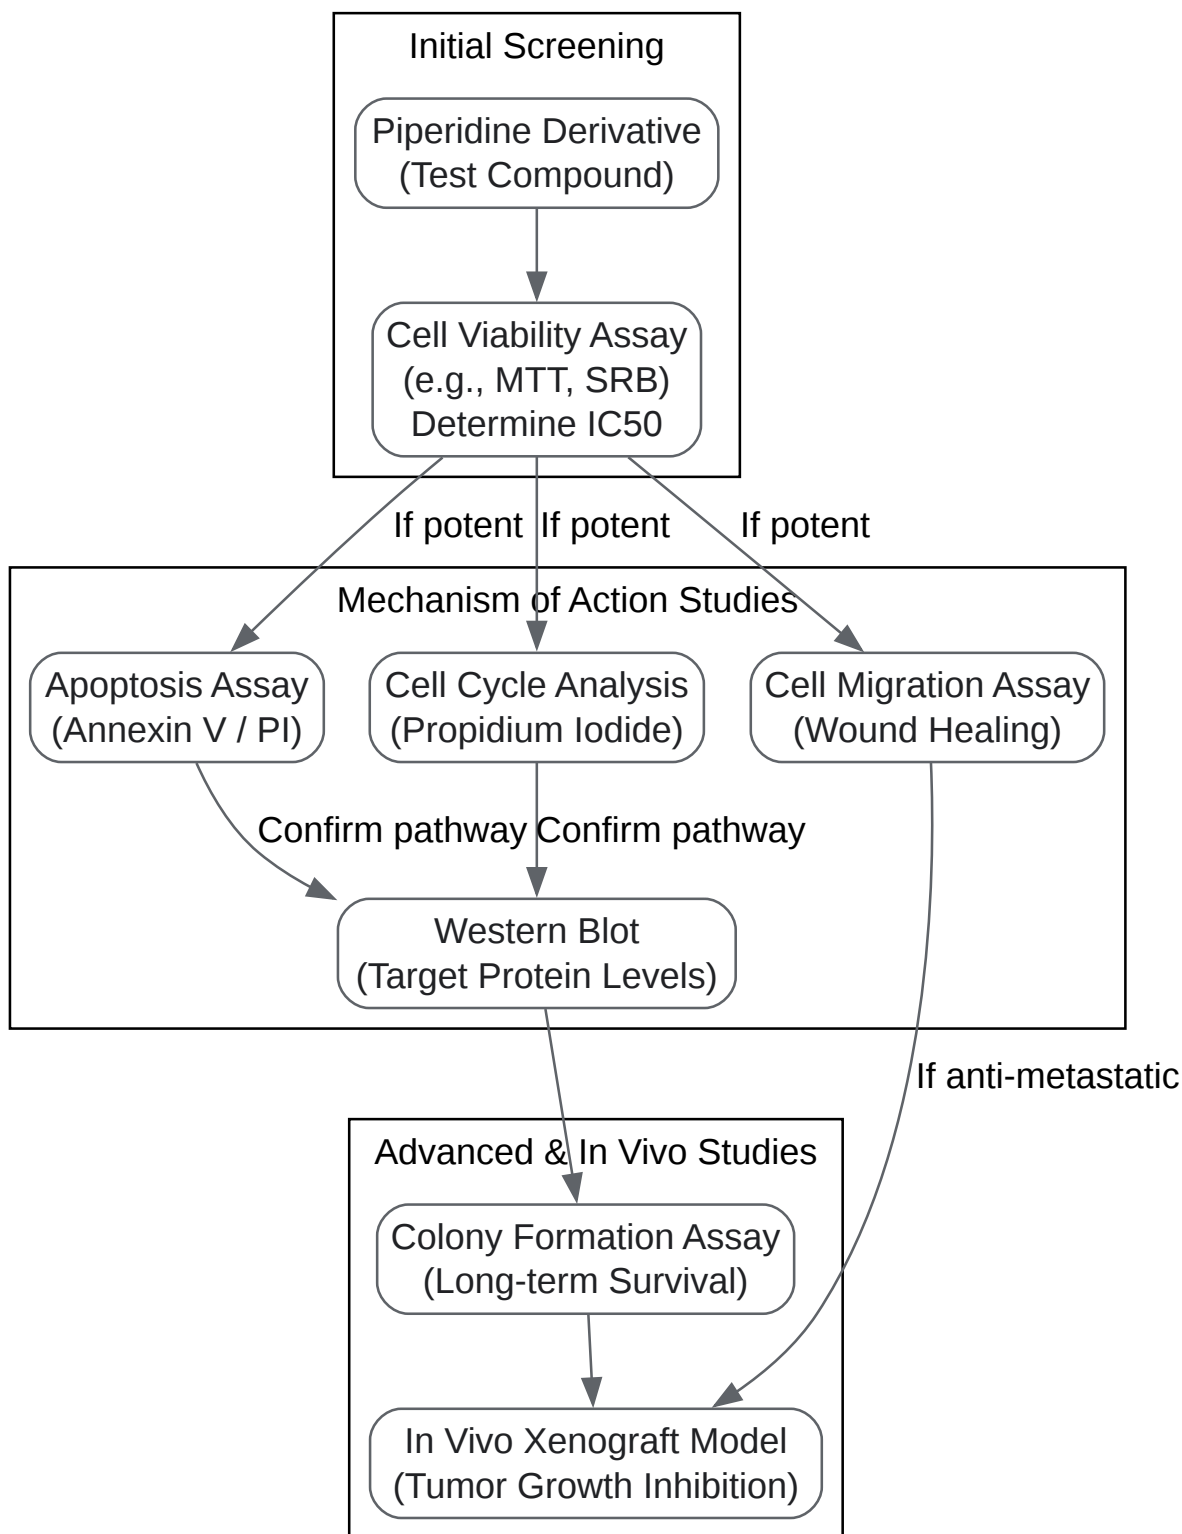 Initial Screening
Piperidine Derivative
(Test Compound)
Cell Viability Assay
(e.g., MTT, SRB)
Determine IC50
If potent
If potent
If potent
Mechanism of Action Studies
Apoptosis Assay
(Annexin V / PI)
Cell Cycle Analysis
(Propidium Iodide)
Cell Migration Assay
(Wound Healing)
Confirm pathway
Confirm pathway
Western Blot
(Target Protein Levels)
If anti-metastatic
Advanced & In Vivo Studies
Colony Formation Assay
(Long-term Survival)
In Vivo Xenograft Model
(Tumor Growth Inhibition)